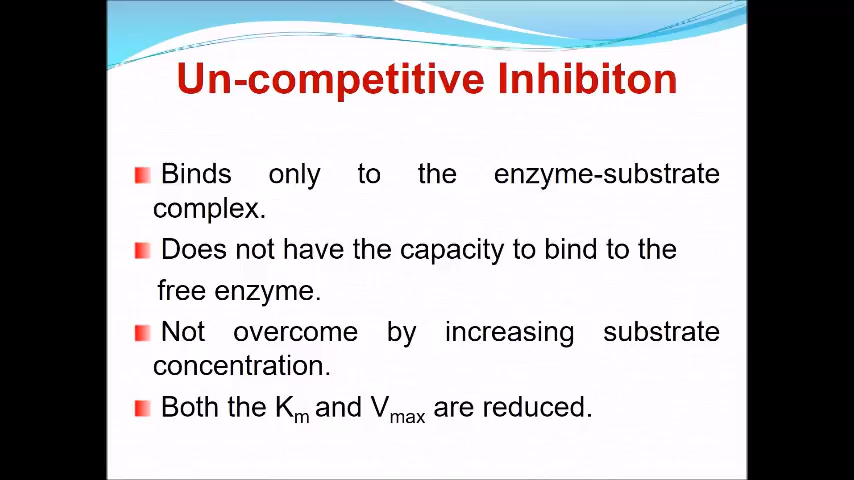 Un-competitive Inhibiton
Binds only to the enzyme-substrate
complex.
Does not have the capacity to bind to the
free enzyme.
Not overcome by increasing substrate
concentration.
Both the Km and Vmax are reduced.